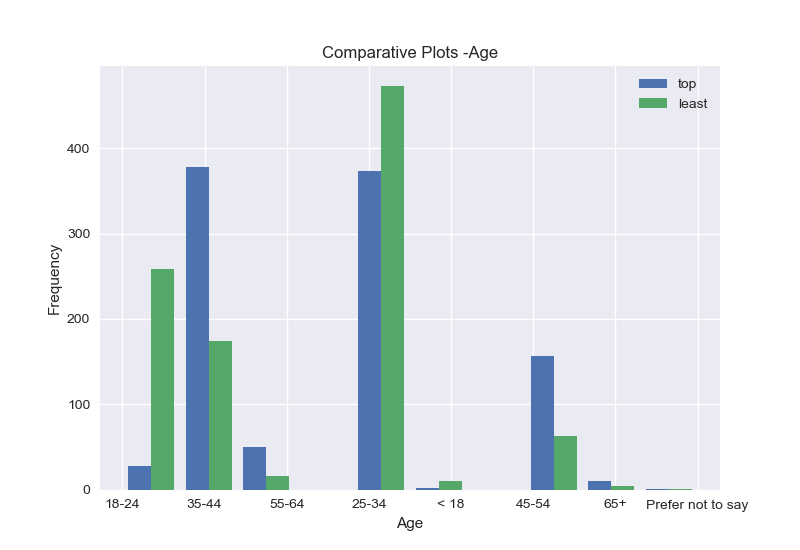 Comparative Plots -Age
top
least
400
300
200
100
0
Frequency
18-24 35-44 55-64 25-34 < 18 45-54 65+ Prefer not to say
Age